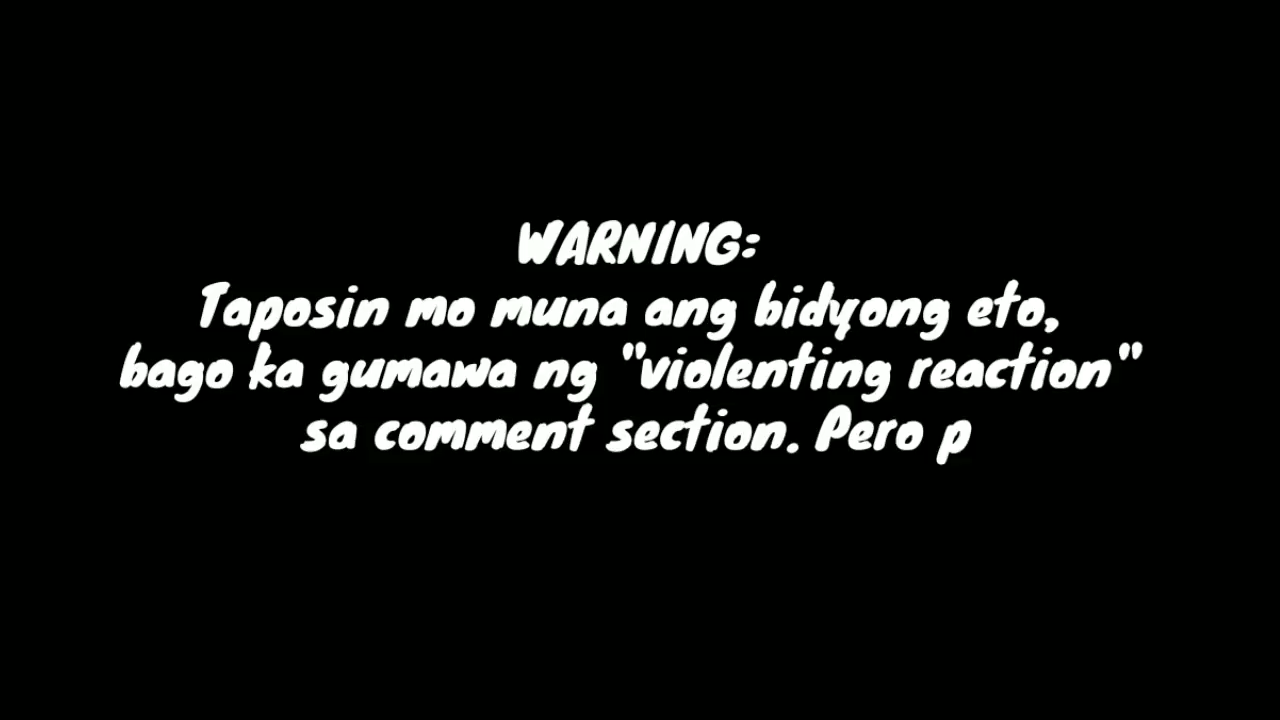 WARNING:
Taposin mo muna ang bidyong eto,
bago ka gumawa ng "violenting reaction"
sa comment section. Pero p